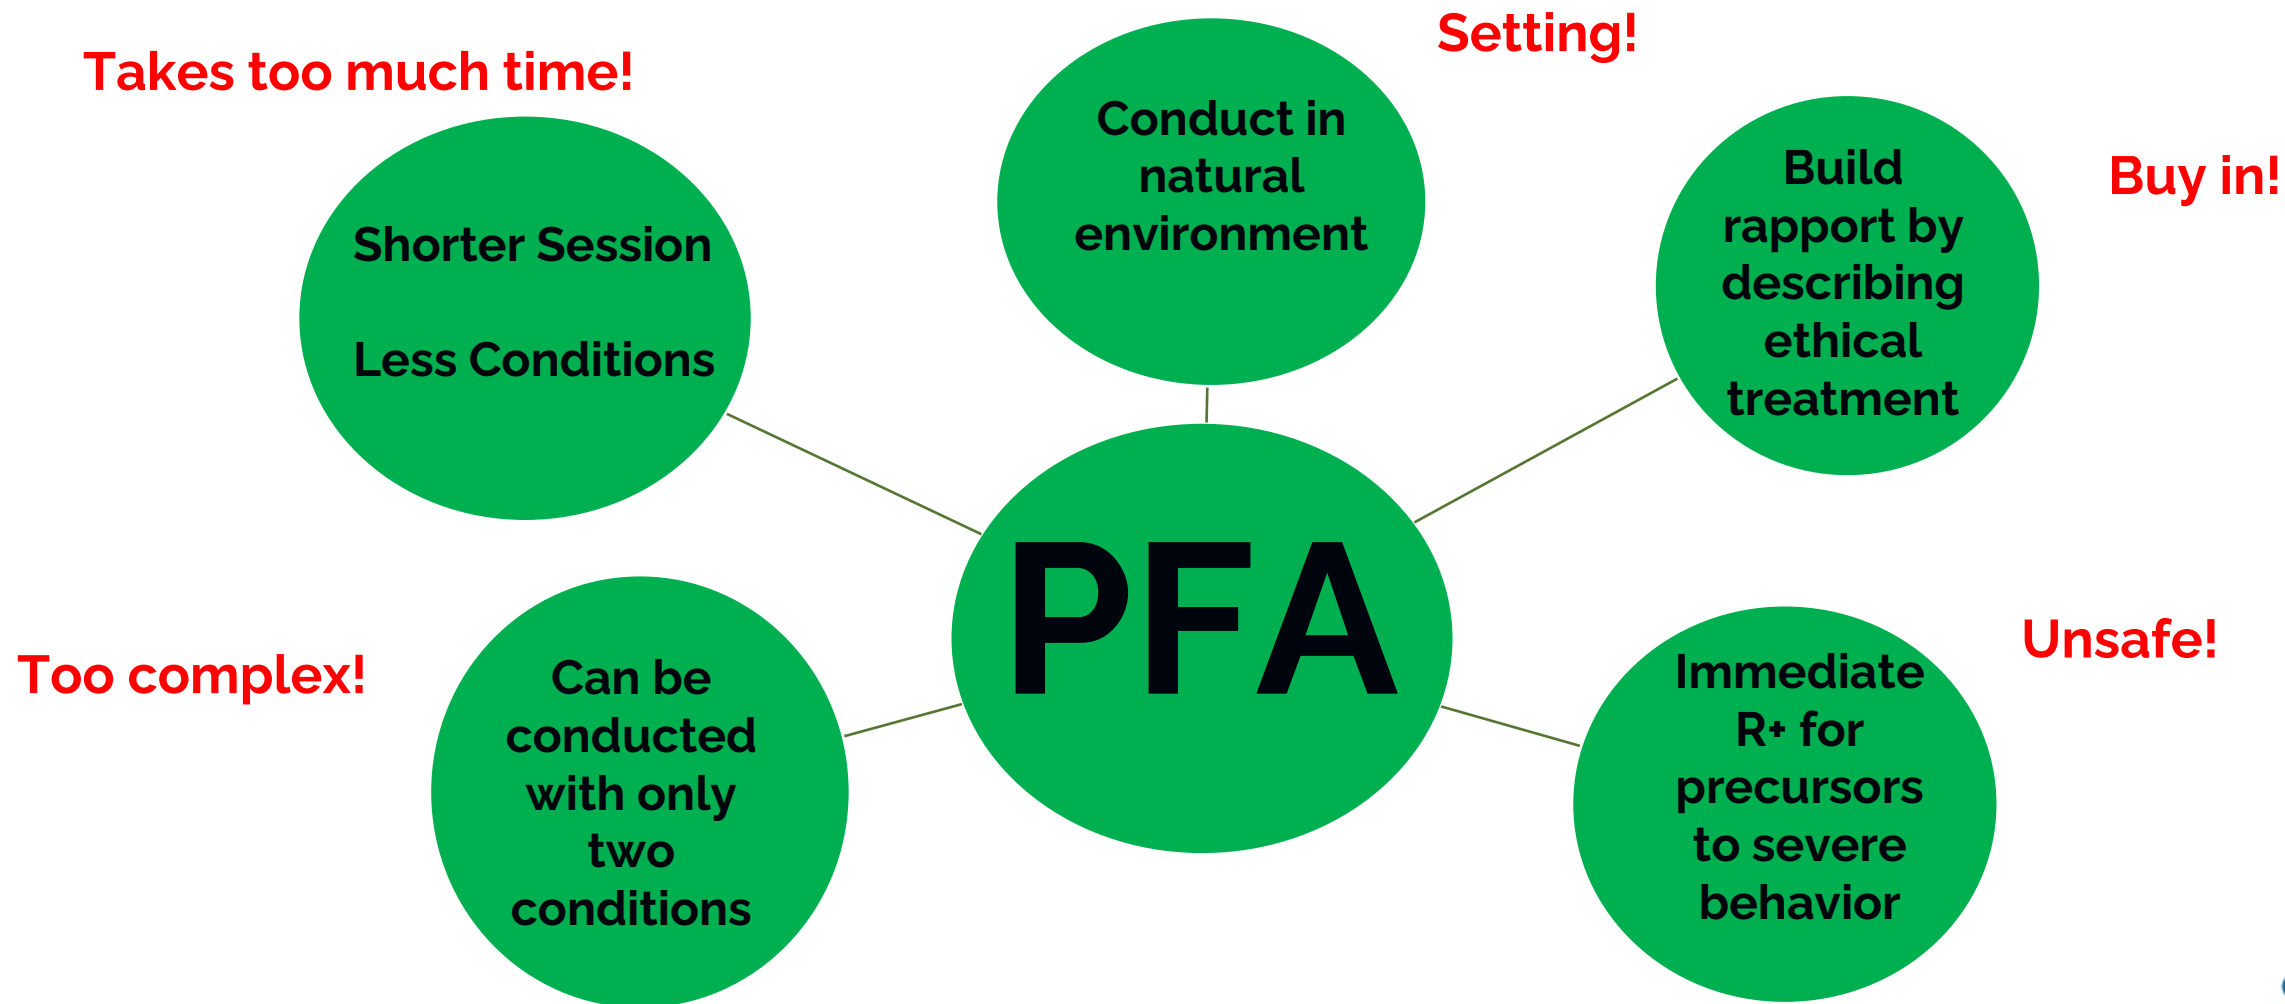 Takes too much time!
Shorter Session
Less Conditions
Setting!
Conduct in
natural
environment
Buy in!
Build
rapport by
describing
ethical
treatment
PFA
Too complex!
Can be
conducted
with only
two
conditions
Unsafe!
Immediate
R+ for
precursors
to severe
behavior